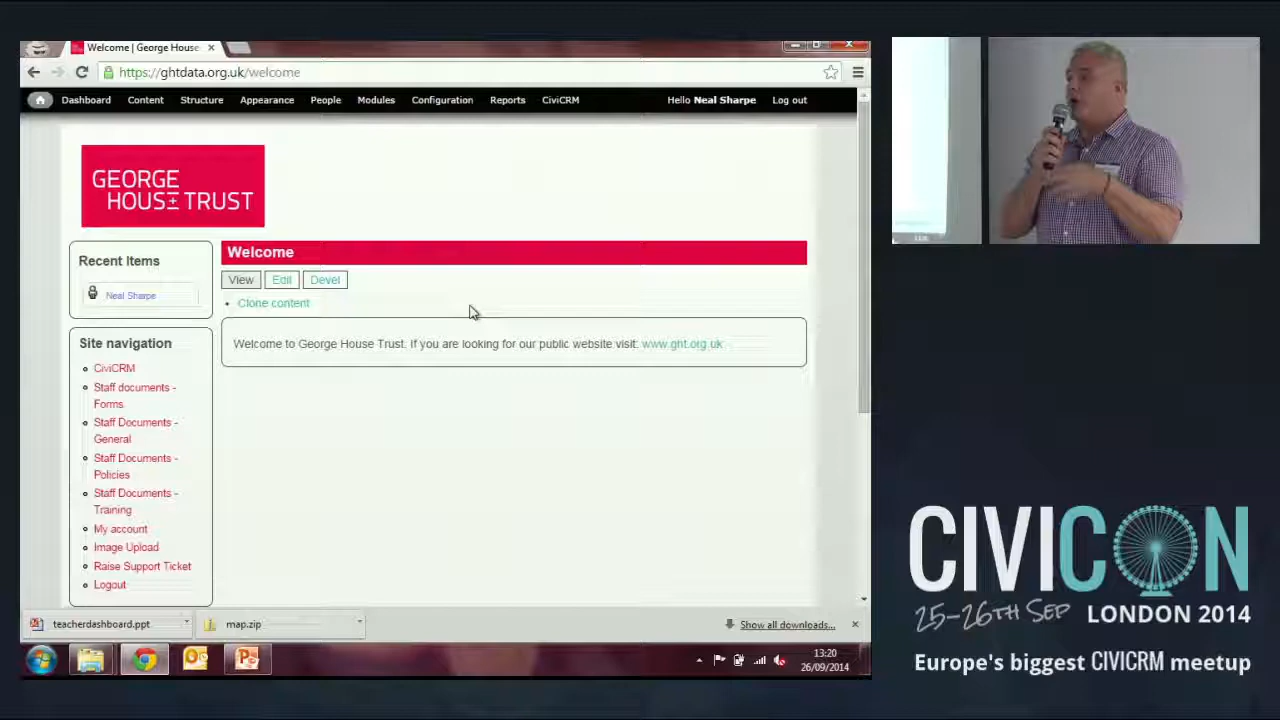 Welcome | George House
https://ghtdata.org.uk/welcome
Dashboard Content Structure Appearance People Modules Configuration Reports CiviCRM Hello Neal Sharpe Log out
GEORGE
HOUSE TRUST
Recent Items
Neal Sharpe
Site navigation
CiviCRM
Staff documents -
Forms
Staff Documents -
General
Staff Documents -
Policies
Staff Documents -
Training
My account
Image Upload
Raise Support Ticket
Logout
Welcome
View Edit Devel
Clone content
Welcome to George House Trust. If you are looking for our public website visit: www.ght.org.uk
teacherdashboard.ppt
map.zip
Show all downloads...
13:20
26/09/2014
CIVICON
25-26TH SEP LONDON 2014
Europe's biggest CIVICRM meetup